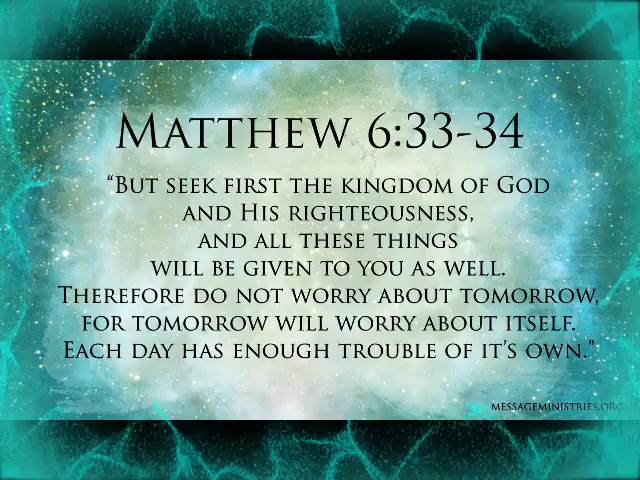 Matthew 6:33-34
“But seek first the kingdom of God
and His righteousness,
and all these things
will be given to you as well.
Therefore do not worry about tomorrow,
for tomorrow will worry about itself.
Each day has enough trouble of it’s own.”
messageministries.org